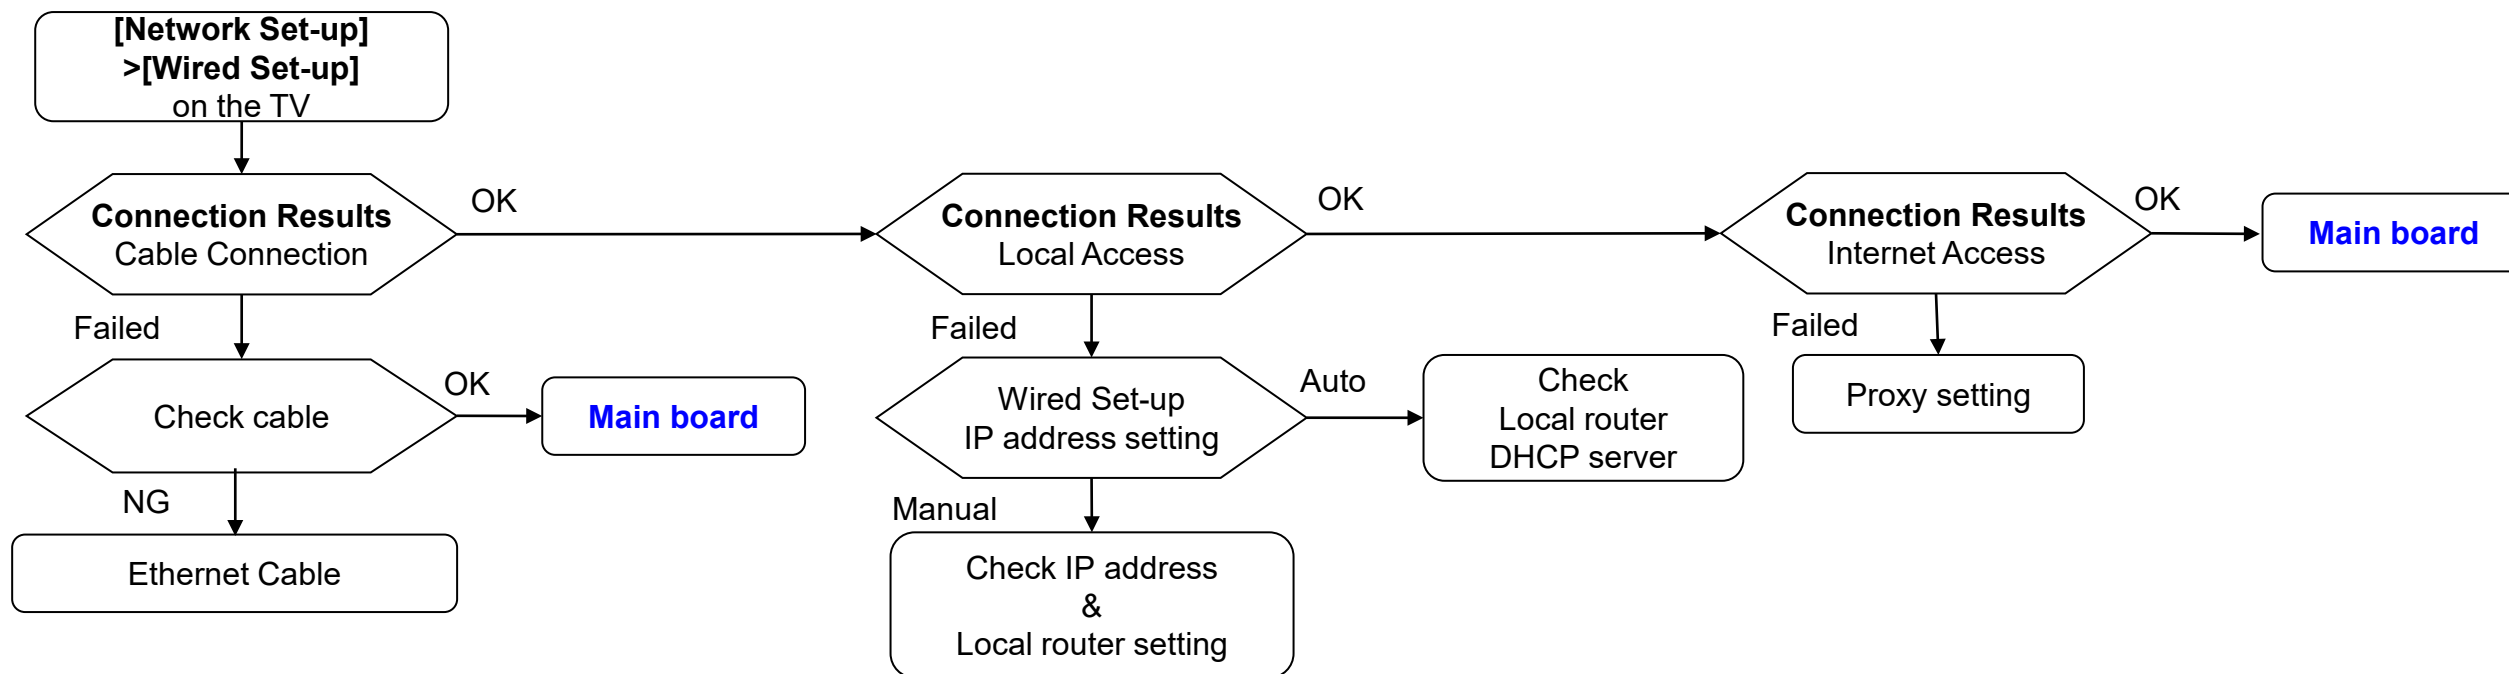 [Network Set-up]
>[Wired Set-up]
on the TV
Connection Results
Cable Connection
OK
Connection Results
Local Access
OK
Connection Results
Internet Access
OK
Main board
Failed
Check cable
OK
Main board
NG
Ethernet Cable
Failed
Wired Set-up
IP address setting
Auto
Check
Local router
DHCP server
Manual
Check IP address
&
Local router setting
Failed
Proxy setting